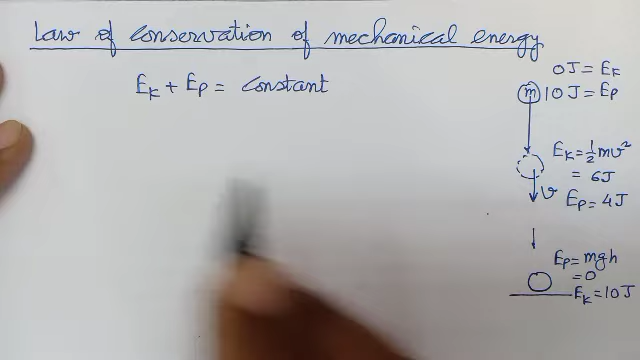 Law of conservation of mechanical energy
Ek + Ep = constant
0J = Ek
m 10J = Ep
Ek = 1/2 mv²
= 6J
v Ep = 4J
Ep = mgh
= 0
Ek = 10J